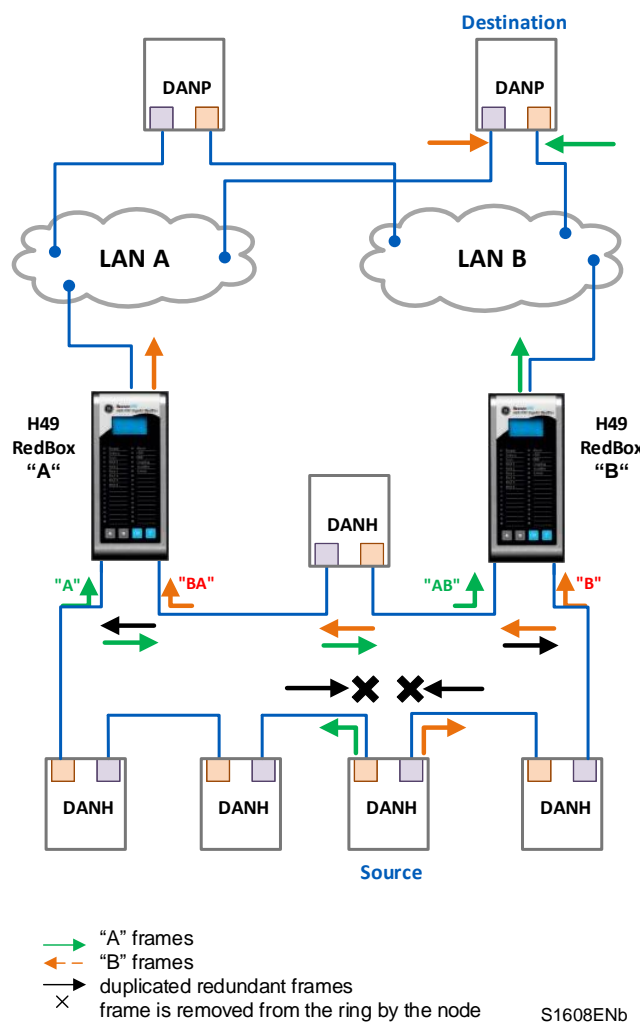 Destination
DANP
DANP
LAN A
LAN B
H49
RedBox
“A“
H49
RedBox
“B“
DANH
"A"
"BA"
"AB"
"B"
DANH
DANH
DANH
DANH
Source
“A” frames
“B” frames
duplicated redundant frames
frame is removed from the ring by the node
S1608ENb